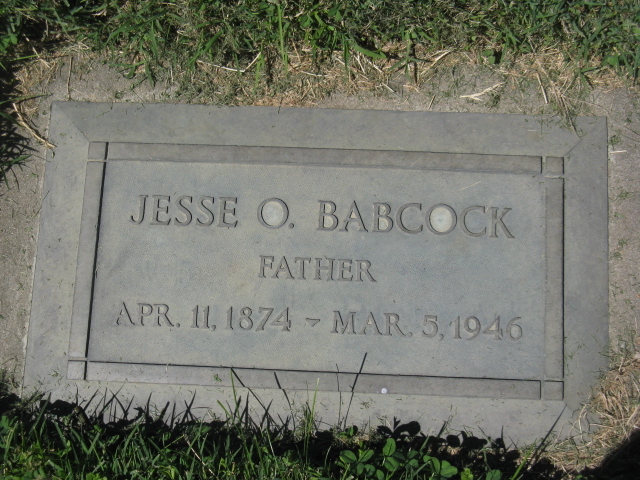 JESSE O. BABCOCK
FATHER
APR. 11, 1874 - MAR. 5, 1946